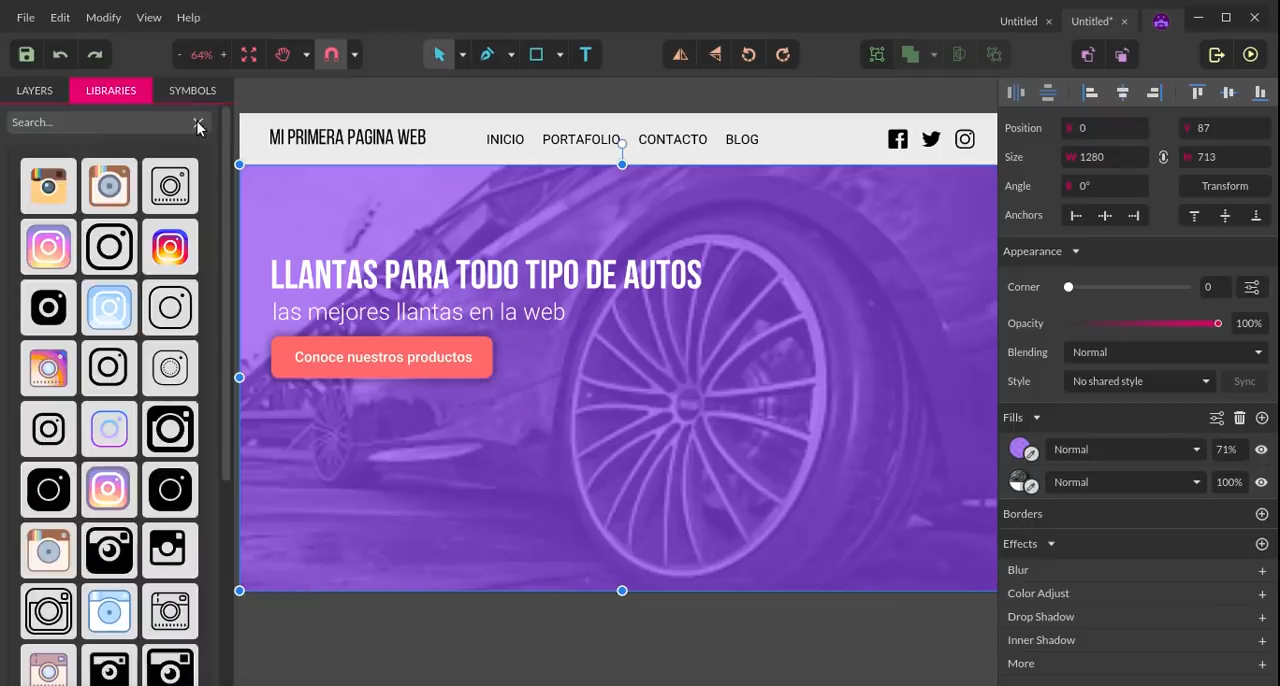 File Edit Modify View Help
Untitled × Untitled* ×
- 64% +
LAYERS LIBRARIES SYMBOLS
Search...
MI PRIMERA PAGINA WEB
INICIO PORTAFOLIO CONTACTO BLOG
LLANTAS PARA TODO TIPO DE AUTOS
las mejores llantas en la web
Conoce nuestros productos
Position X 0 Y 87
Size W 1280 H 713
Angle R 0° Transform
Anchors
Appearance
Corner 0
Opacity 100%
Blending Normal
Style No shared style Sync
Fills
Normal 71%
Normal 100%
Borders
Effects
Blur +
Color Adjust +
Drop Shadow +
Inner Shadow +
More +